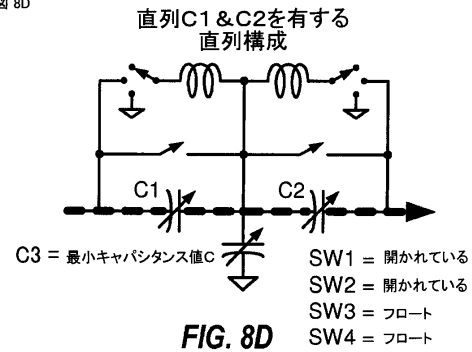 図 8D
直列C1&C2を有する
直列構成
C1
C2
C3 = 最小キャパシタンス値C
SW1 = 開かれている
SW2 = 開かれている
SW3 = フロート
SW4 = フロート
FIG. 8D